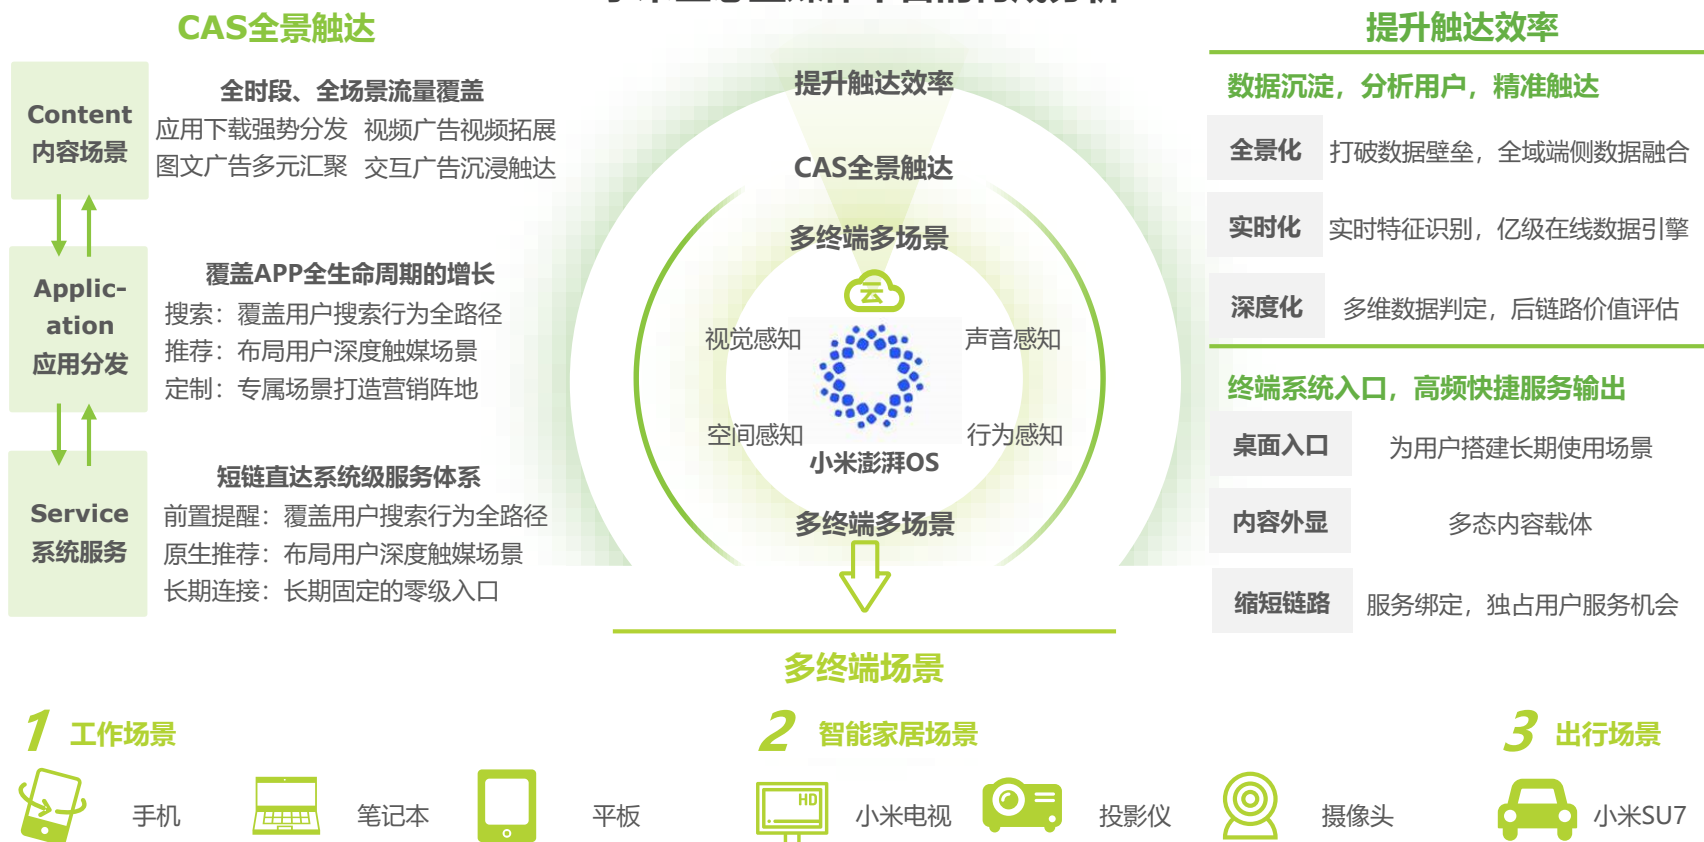 CAS全景触达
Content
内容场景
全时段、全场景流量覆盖
应用下载强势分发 视频广告视频拓展
图文广告多元汇聚 交互广告沉浸触达
Applic-
ation
应用分发
覆盖APP全生命周期的增长
搜索：覆盖用户搜索行为全路径
推荐：布局用户深度触媒场景
定制：专属场景打造营销阵地
Service
系统服务
短链直达系统级服务体系
前置提醒：覆盖用户搜索行为全路径
原生推荐：布局用户深度触媒场景
长期连接：长期固定的零级入口
提升触达效率
CAS全景触达
多终端多场景
云
视觉感知 声音感知
空间感知 行为感知
小米澎湃OS
多终端多场景
提升触达效率
数据沉淀，分析用户，精准触达
全景化 打破数据壁垒，全域端侧数据融合
实时化 实时特征识别，亿级在线数据引擎
深度化 多维数据判定，后链路价值评估
终端系统入口，高频快捷服务输出
桌面入口 为用户搭建长期使用场景
内容外显 多态内容载体
缩短链路 服务绑定，独占用户服务机会
多终端场景
1 工作场景
手机 笔记本 平板
2 智能家居场景
HD 小米电视 投影仪 摄像头
3 出行场景
小米SU7